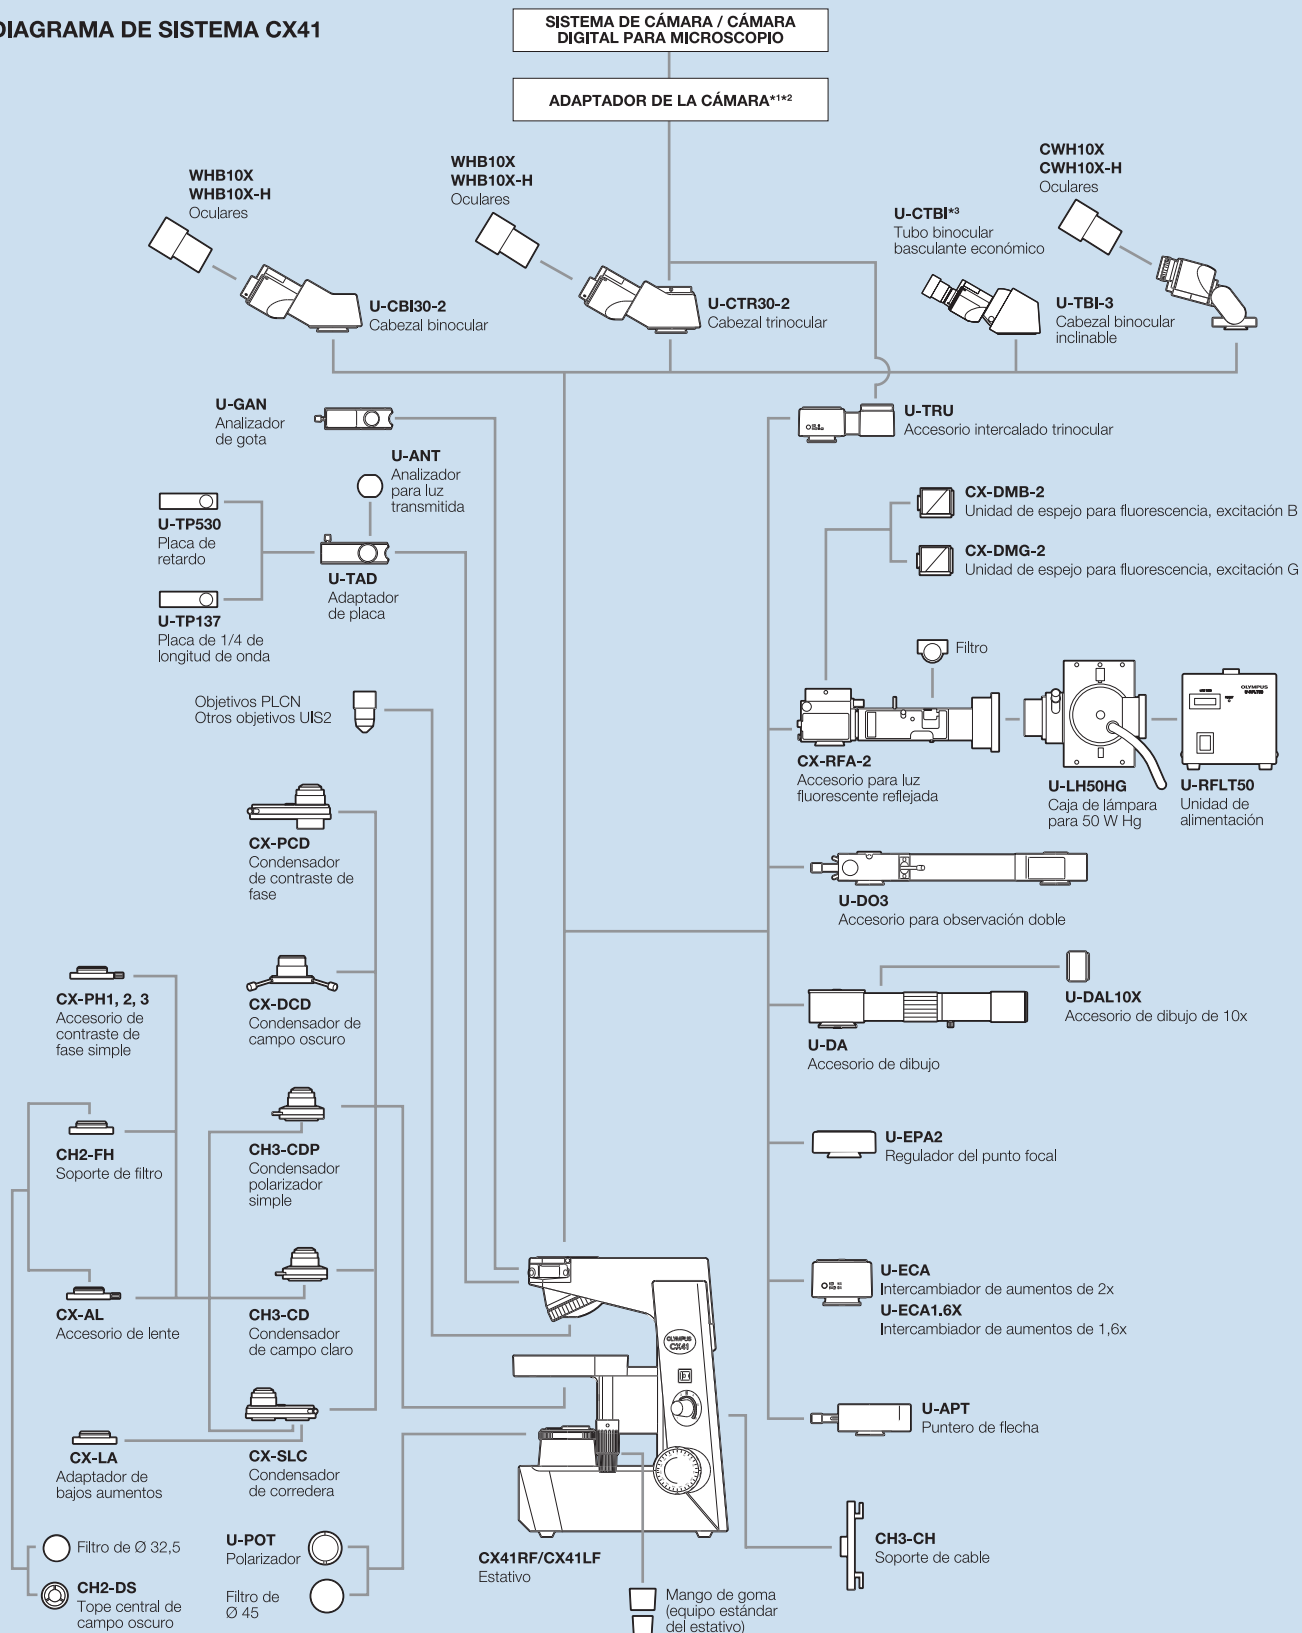 DIAGRAMA DE SISTEMA CX41
SISTEMA DE CÁMARA / CÁMARA
DIGITAL PARA MICROSCOPIO
ADAPTADOR DE LA CÁMARA*1*2
WHB10X
WHB10X-H
Oculares
WHB10X
WHB10X-H
Oculares
CWH10X
CWH10X-H
Oculares
U-CTBI*3
Tubo binocular
basculante económico
U-CBI30-2
Cabezal binocular
U-CTR30-2
Cabezal trinocular
U-TBI-3
Cabezal binocular
inclinable
U-GAN
Analizador
de gota
U-ANT
Analizador
para luz
transmitida
U-TP530
Placa de
retardo
U-TAD
Adaptador
de placa
U-TP137
Placa de 1/4 de
longitud de onda
Objetivos PLCN
Otros objetivos UIS2
U-TRU
Accesorio intercalado trinocular
CX-DMB-2
Unidad de espejo para fluorescencia, excitación B
CX-DMG-2
Unidad de espejo para fluorescencia, excitación G
Filtro
OLYMPUS
CX-RFA-2
Accesorio para luz
fluorescente reflejada
U-LH50HG
Caja de lámpara
para 50 W Hg
U-RFLT50
Unidad de
alimentación
CX-PCD
Condensador
de contraste de
fase
U-DO3
Accesorio para observación doble
CX-PH1, 2, 3
Accesorio de
contraste de
fase simple
CX-DCD
Condensador de
campo oscuro
U-DAL10X
Accesorio de dibujo de 10x
U-DA
Accesorio de dibujo
CH2-FH
Soporte de filtro
CH3-CDP
Condensador
polarizador
simple
U-EPA2
Regulador del punto focal
CX-AL
Accesorio de lente
CH3-CD
Condensador
de campo claro
U-ECA
Intercambiador de aumentos de 2x
U-ECA1.6X
Intercambiador de aumentos de 1,6x
OLYMPUS
CX41
U-APT
Puntero de flecha
CX-LA
Adaptador de
bajos aumentos
CX-SLC
Condensador
de corredera
Filtro de Ø 32,5
CH2-DS
Tope central de
campo oscuro
U-POT
Polarizador
Filtro de
Ø 45
CX41RF/CX41LF
Estativo
Mango de goma
(equipo estándar
del estativo)
CH3-CH
Soporte de cable